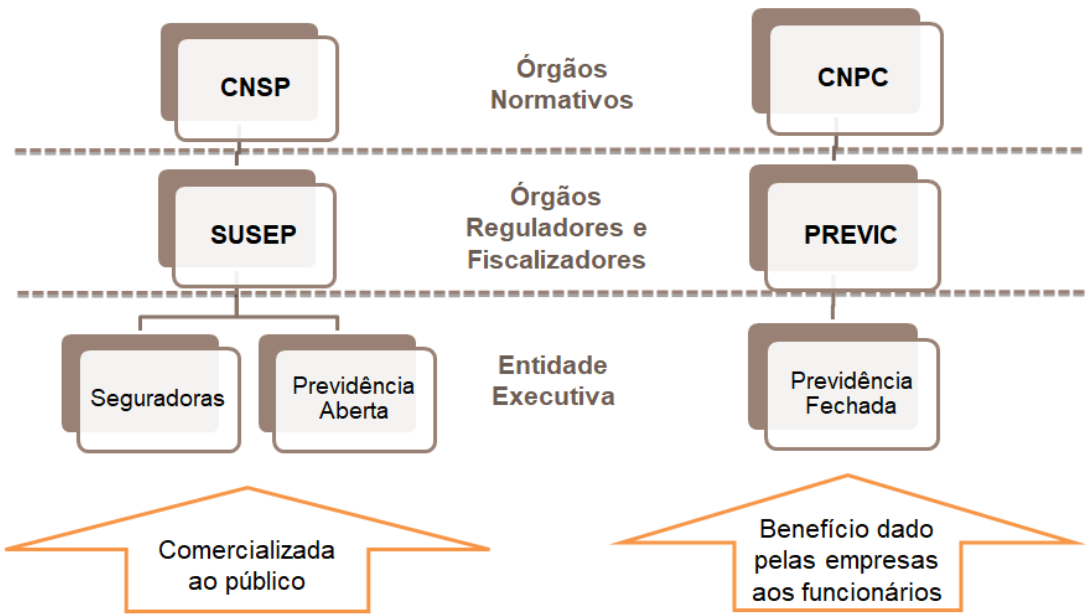 CNSP
Órgãos
Normativos
CNPC
SUSEP
Órgãos
Reguladores e
Fiscalizadores
PREVIC
Seguradoras
Previdência
Aberta
Entidade
Executiva
Previdência
Fechada
Comercializada
ao público
Benefício dado
pelas empresas
aos funcionários